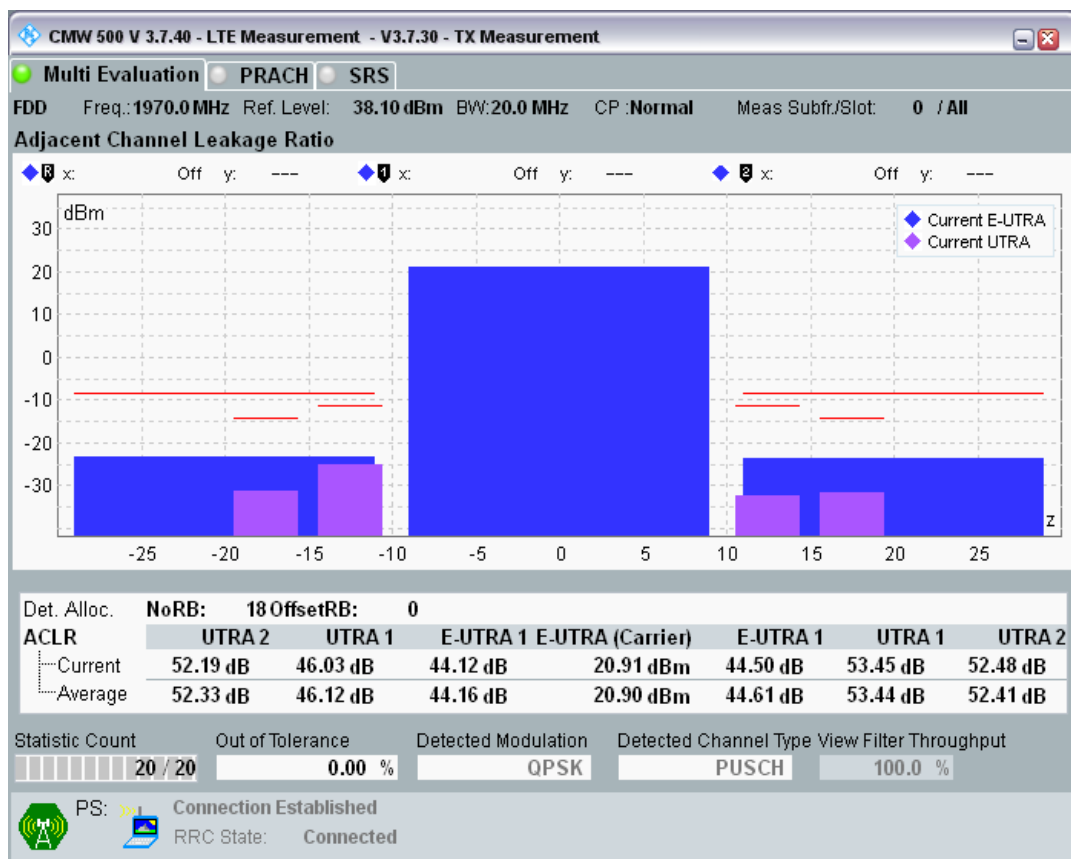 CMW 500 V 3.7.40 - LTE Measurement - V3.7.30 - TX Measurement
Multi Evaluation PRACH SRS
FDD Freq.: 1970.0 MHz Ref. Level: 38.10 dBm BW: 20.0 MHz CP : Normal Meas Subfr./Slot: 0 / All
Adjacent Channel Leakage Ratio
R x: Off y: --- 1 x: Off y: --- 2 x: Off y: ---
dBm
Current E-UTRA
Current UTRA
30
20
10
0
-10
-20
-30
z
-25 -20 -15 -10 -5 0 5 10 15 20 25
Det. Alloc. NoRB: 18 OffsetRB: 0
ACLR UTRA 2 UTRA 1 E-UTRA 1 E-UTRA (Carrier) E-UTRA 1 UTRA 1 UTRA 2
Current 52.19 dB 46.03 dB 44.12 dB 20.91 dBm 44.50 dB 53.45 dB 52.48 dB
Average 52.33 dB 46.12 dB 44.16 dB 20.90 dBm 44.61 dB 53.44 dB 52.41 dB
Statistic Count Out of Tolerance Detected Modulation Detected Channel Type View Filter Throughput
20 / 20 0.00 % QPSK PUSCH 100.0 %
PS: Connection Established
RRC State: Connected